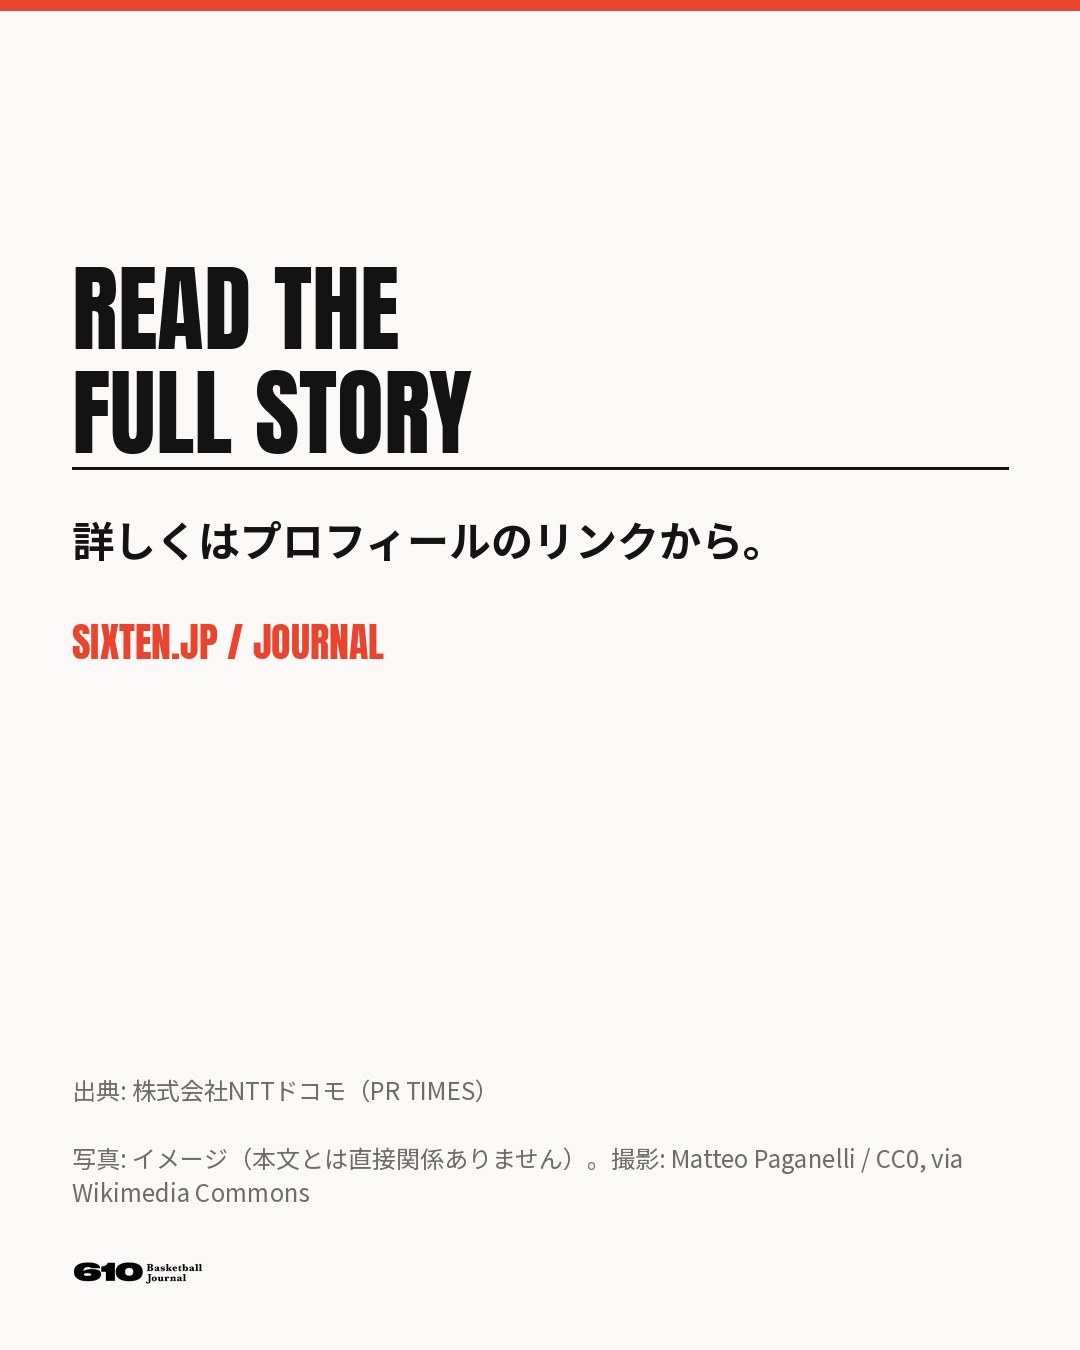 READ THE
FULL STORY
詳しくはプロフィールのリンクから。
SIXTEN.JP / JOURNAL
出典: 株式会社NTTドコモ（PR TIMES）
写真: イメージ（本文とは直接関係ありません）。撮影: Matteo Paganelli / CC0, via
Wikimedia Commons
610 Basketball
Journal